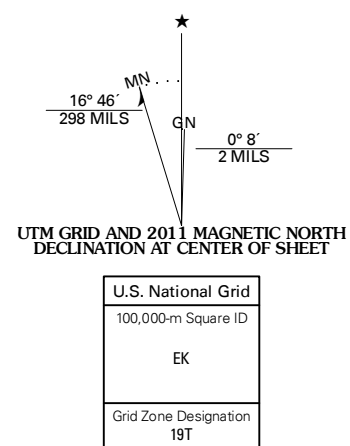 ★
MN
16° 46´
298 MILS
GN
0° 8´
2 MILS
UTM GRID AND 2011 MAGNETIC NORTH
DECLINATION AT CENTER OF SHEET
U.S. National Grid
100,000-m Square ID
EK
Grid Zone Designation
19T